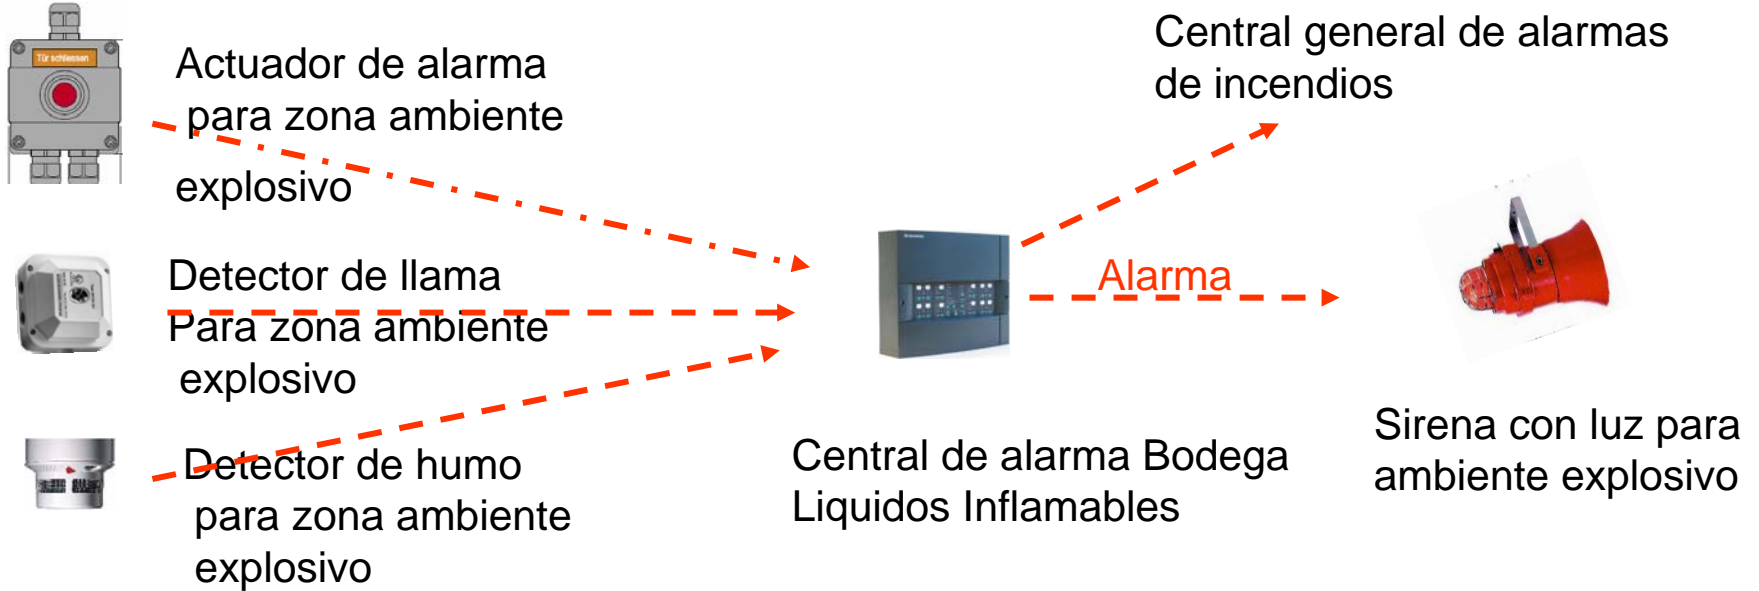 Tür schliessen
Actuador de alarma
para zona ambiente
explosivo
Detector de llama
Para zona ambiente
explosivo
Detector de humo
para zona ambiente
explosivo
Central de alarma Bodega
Liquidos Inflamables
Alarma
Central general de alarmas
de incendios
Sirena con luz para
ambiente explosivo